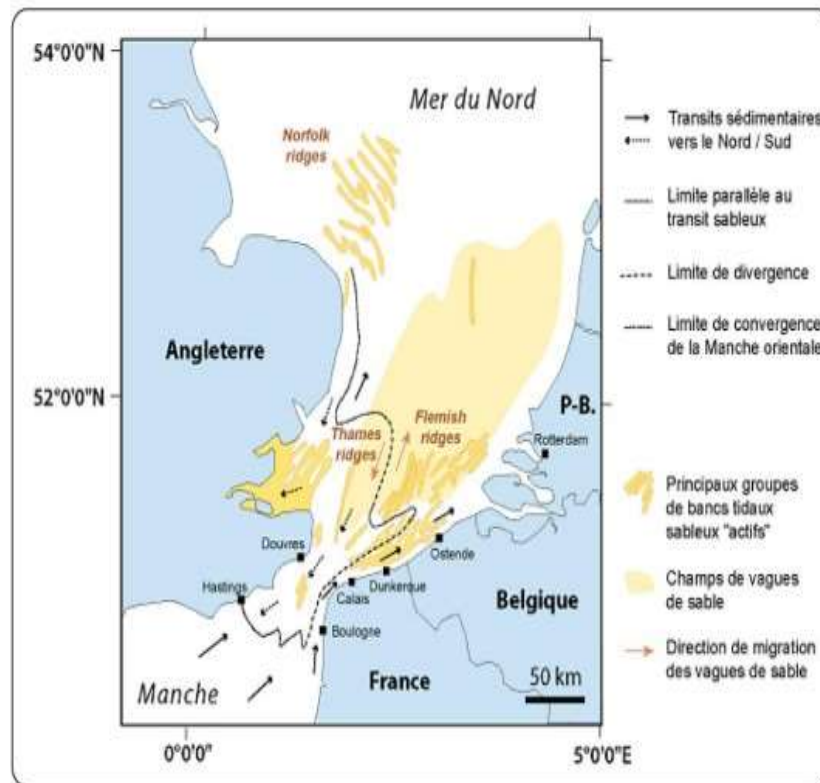 54°0'0"N
Mer du Nord
Norfolk
ridges
Angleterre
52°0'0"N
P-B.
Thames
ridges
Flemish
ridges
Rotterdam
Douvres
Ostende
Hastings
Calais
Dunkerque
Boulogne
Belgique
France
Manche
50 km
0°0'0"
5°0'0"E
Transits sédimentaires
vers le Nord / Sud
Limite parallèle au
transit sableux
Limite de divergence
Limite de convergence
de la Manche orientale
Principaux groupes
de bancs tidaux
sableux "actifs"
Champs de vagues
de sable
Direction de migration
des vagues de sable